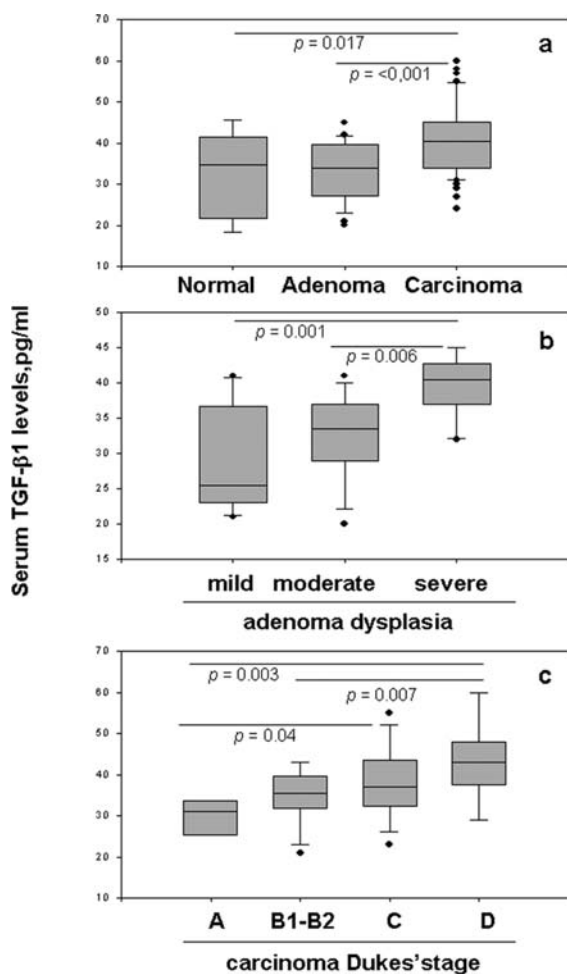 Serum TGF-β1 levels,pg/ml
70
60
50
40
30
20
10
a
p = 0.017
p = <0,001
Normal Adenoma Carcinoma
50
45
40
35
30
25
20
15
b
p = 0.001
p = 0.006
mild moderate severe
adenoma dysplasia
70
60
50
40
30
20
10
c
p = 0.003
p = 0.007
p = 0.04
A B1-B2 C D
carcinoma Dukes'stage